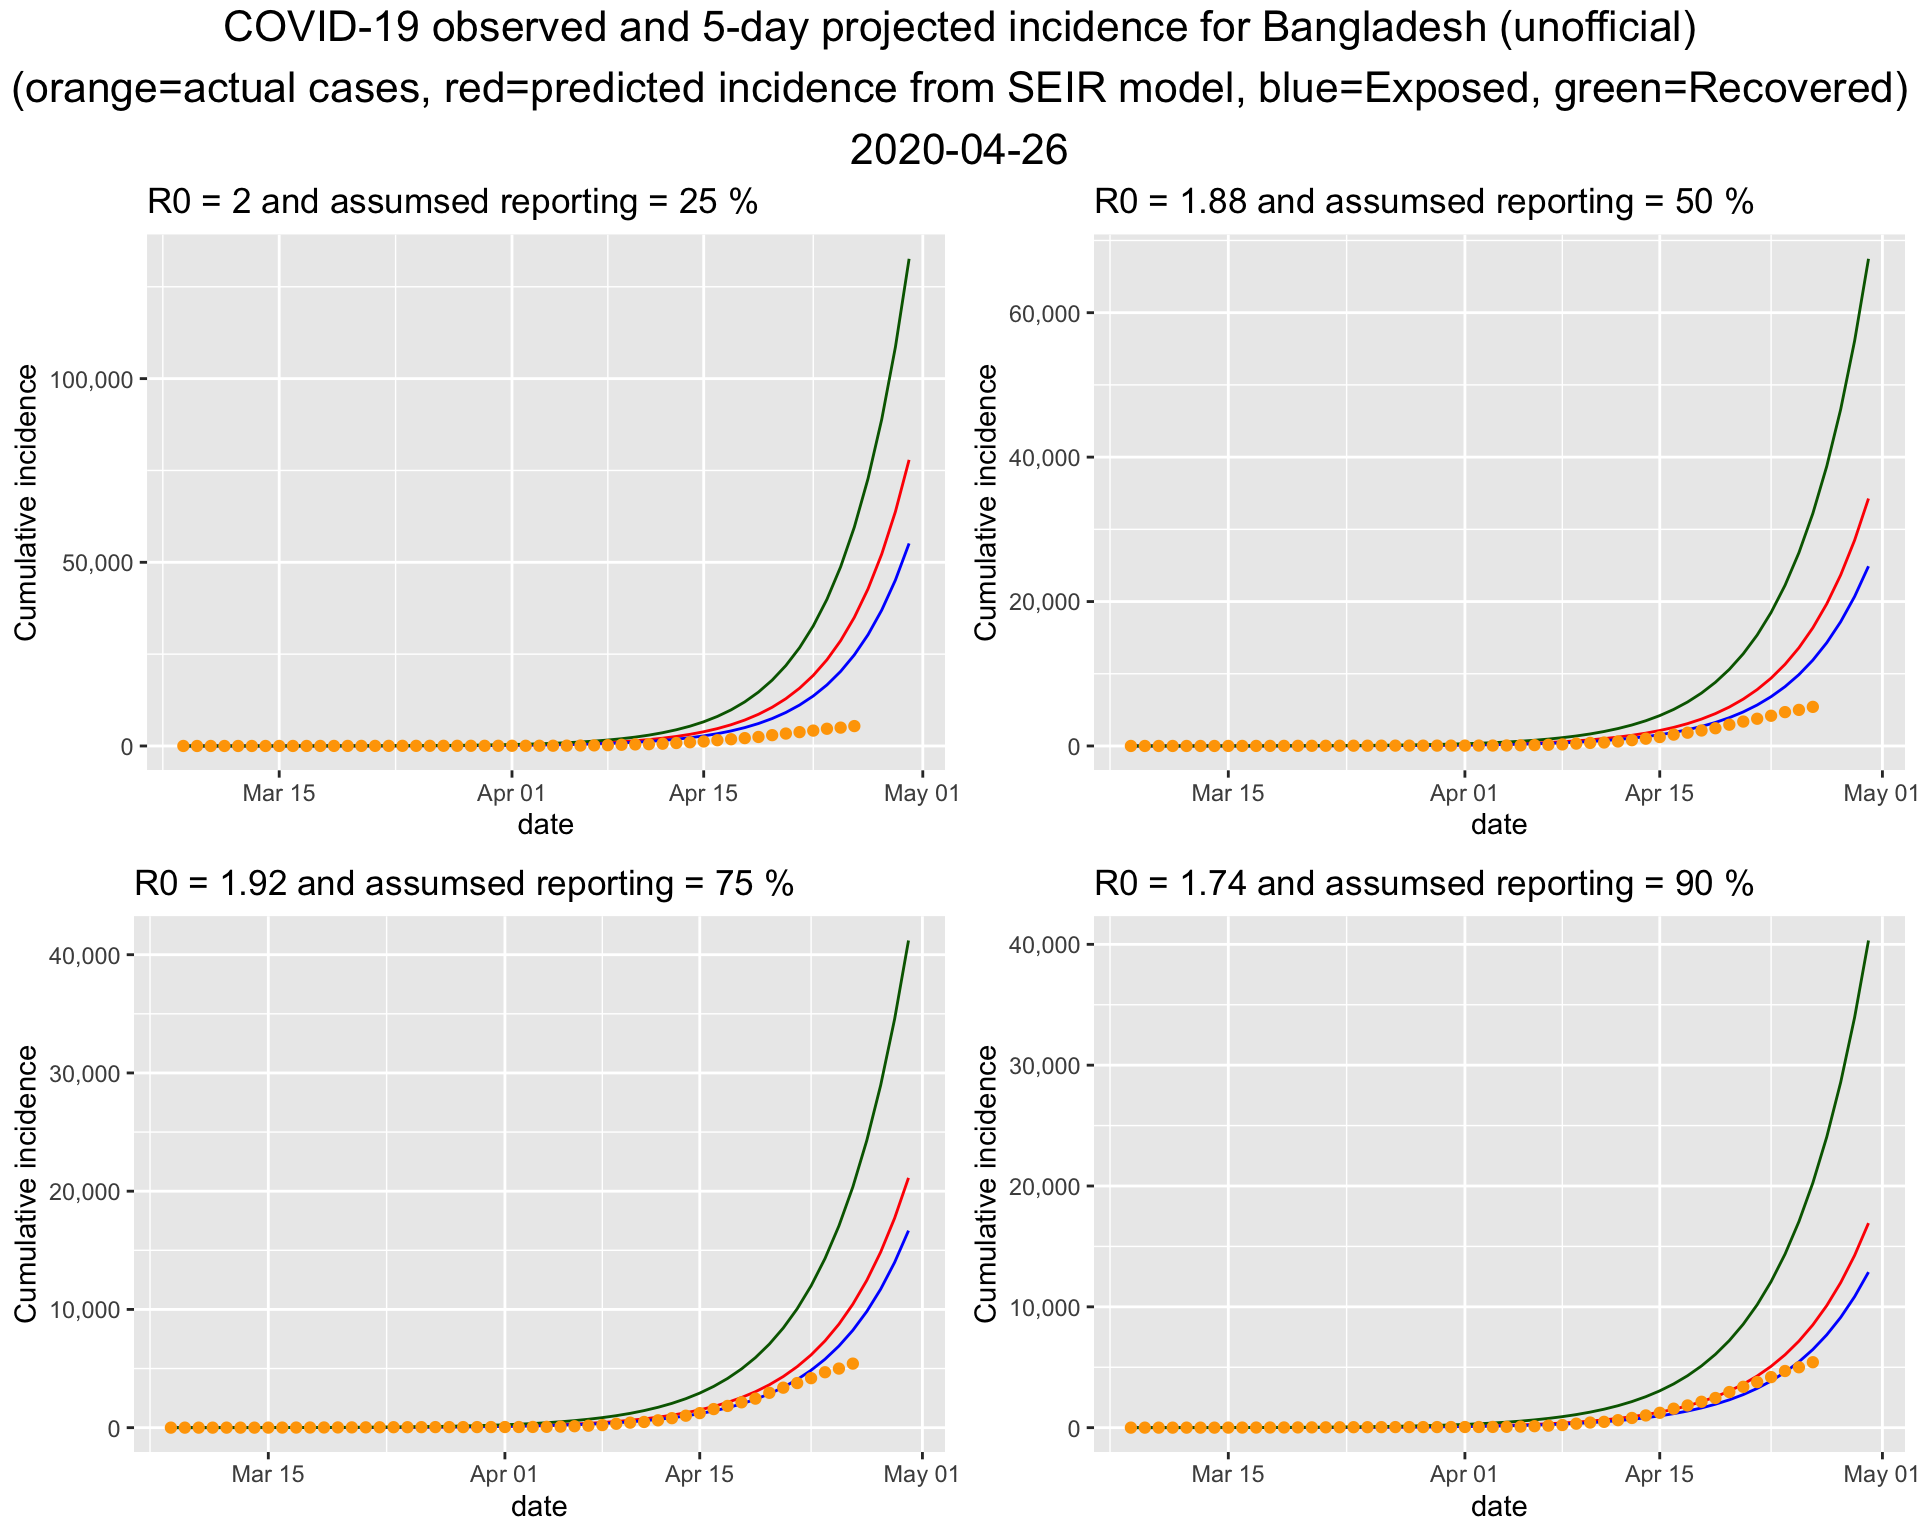 COVID-19 observed and 5-day projected incidence for Bangladesh (unofficial)
(orange=actual cases, red=predicted incidence from SEIR model, blue=Exposed, green=Recovered)
2020-04-26
R0 = 2 and assumsed reporting = 25 %
Cumulative incidence
100,000
50,000
0
Mar 15
Apr 01
Apr 15
May 01
date
R0 = 1.88 and assumsed reporting = 50 %
Cumulative incidence
60,000
40,000
20,000
0
Mar 15
Apr 01
Apr 15
May 01
date
R0 = 1.92 and assumsed reporting = 75 %
Cumulative incidence
40,000
30,000
20,000
10,000
0
Mar 15
Apr 01
Apr 15
May 01
date
R0 = 1.74 and assumsed reporting = 90 %
Cumulative incidence
40,000
30,000
20,000
10,000
0
Mar 15
Apr 01
Apr 15
May 01
date